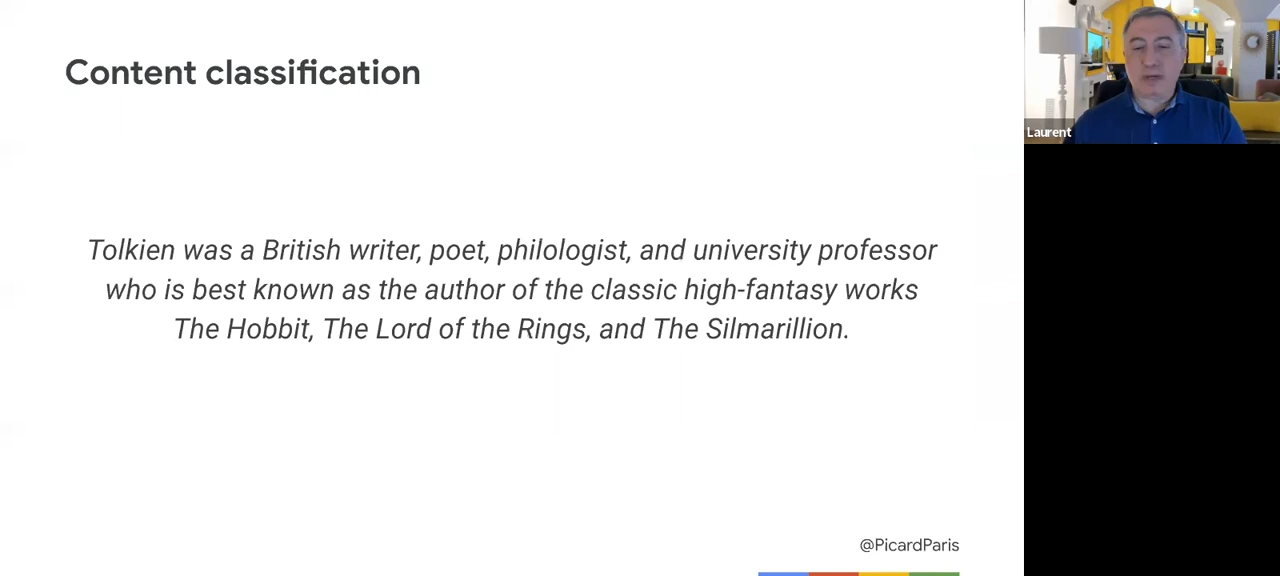 Content classification
Tolkien was a British writer, poet, philologist, and university professor
who is best known as the author of the classic high-fantasy works
The Hobbit, The Lord of the Rings, and The Silmarillion.
@PicardParis
Laurent